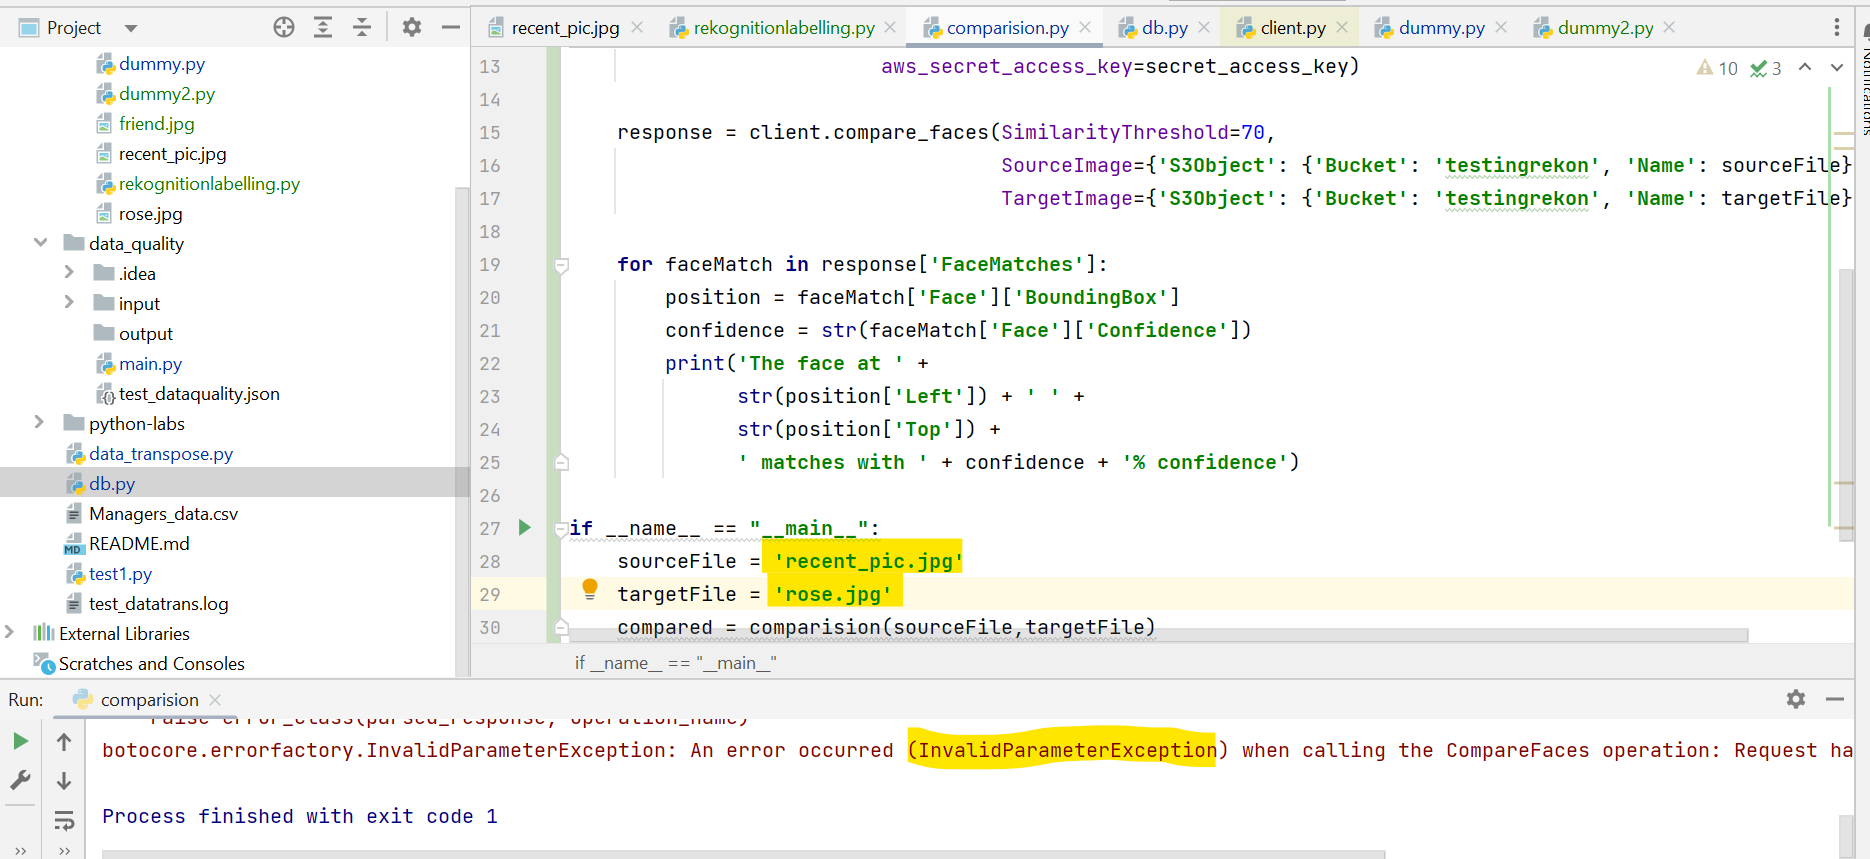 Project
recent_pic.jpg
rekognitionlabelling.py
comparision.py
db.py
client.py
dummy.py
dummy2.py
Notifications
dummy.py
dummy2.py
friend.jpg
recent_pic.jpg
rekognitionlabelling.py
rose.jpg
data_quality
.idea
input
output
main.py
test_dataquality.json
python-labs
data_transpose.py
db.py
Managers_data.csv
README.md
test1.py
test_datatrans.log
External Libraries
Scratches and Consoles
10 3
13 aws_secret_access_key=secret_access_key)
14
15 response = client.compare_faces(SimilarityThreshold=70,
16 SourceImage={'S3Object': {'Bucket': 'testingrekon', 'Name': sourceFile}
17 TargetImage={'S3Object': {'Bucket': 'testingrekon', 'Name': targetFile}
18
19 for faceMatch in response['FaceMatches']:
20 position = faceMatch['Face']['BoundingBox']
21 confidence = str(faceMatch['Face']['Confidence'])
22 print('The face at ' +
23 str(position['Left']) + ' ' +
24 str(position['Top']) +
25 ' matches with ' + confidence + '% confidence')
26
27 if __name__ == "__main__":
28 sourceFile = 'recent_pic.jpg'
29 targetFile = 'rose.jpg'
30 compared = comparision(sourceFile,targetFile)
if __name__ == "__main__"
Run: comparision
raise error_class(parsed_response, operation_name)
botocore.errorfactory.InvalidParameterException: An error occurred (InvalidParameterException) when calling the CompareFaces operation: Request ha
Process finished with exit code 1